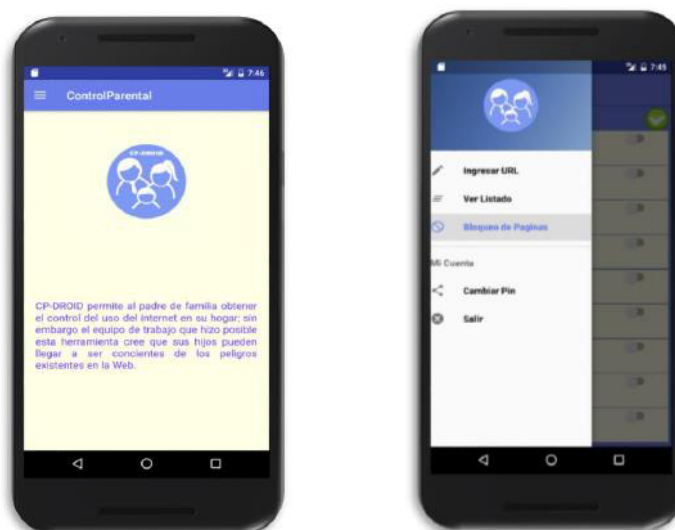 7:46
ControlParental
CP-DROID
CP-DROID permite al padre de familia obtener
el control del uso del internet en su hogar; sin
embargo el equipo de trabajo que hizo posible
esta herramienta cree que sus hijos pueden
llegar a ser concientes de los peligros
existentes en la Web.
7:45
Ingresar URL
Ver Listado
Bloqueo de Paginas
Mi Cuenta
Cambiar Pin
Salir